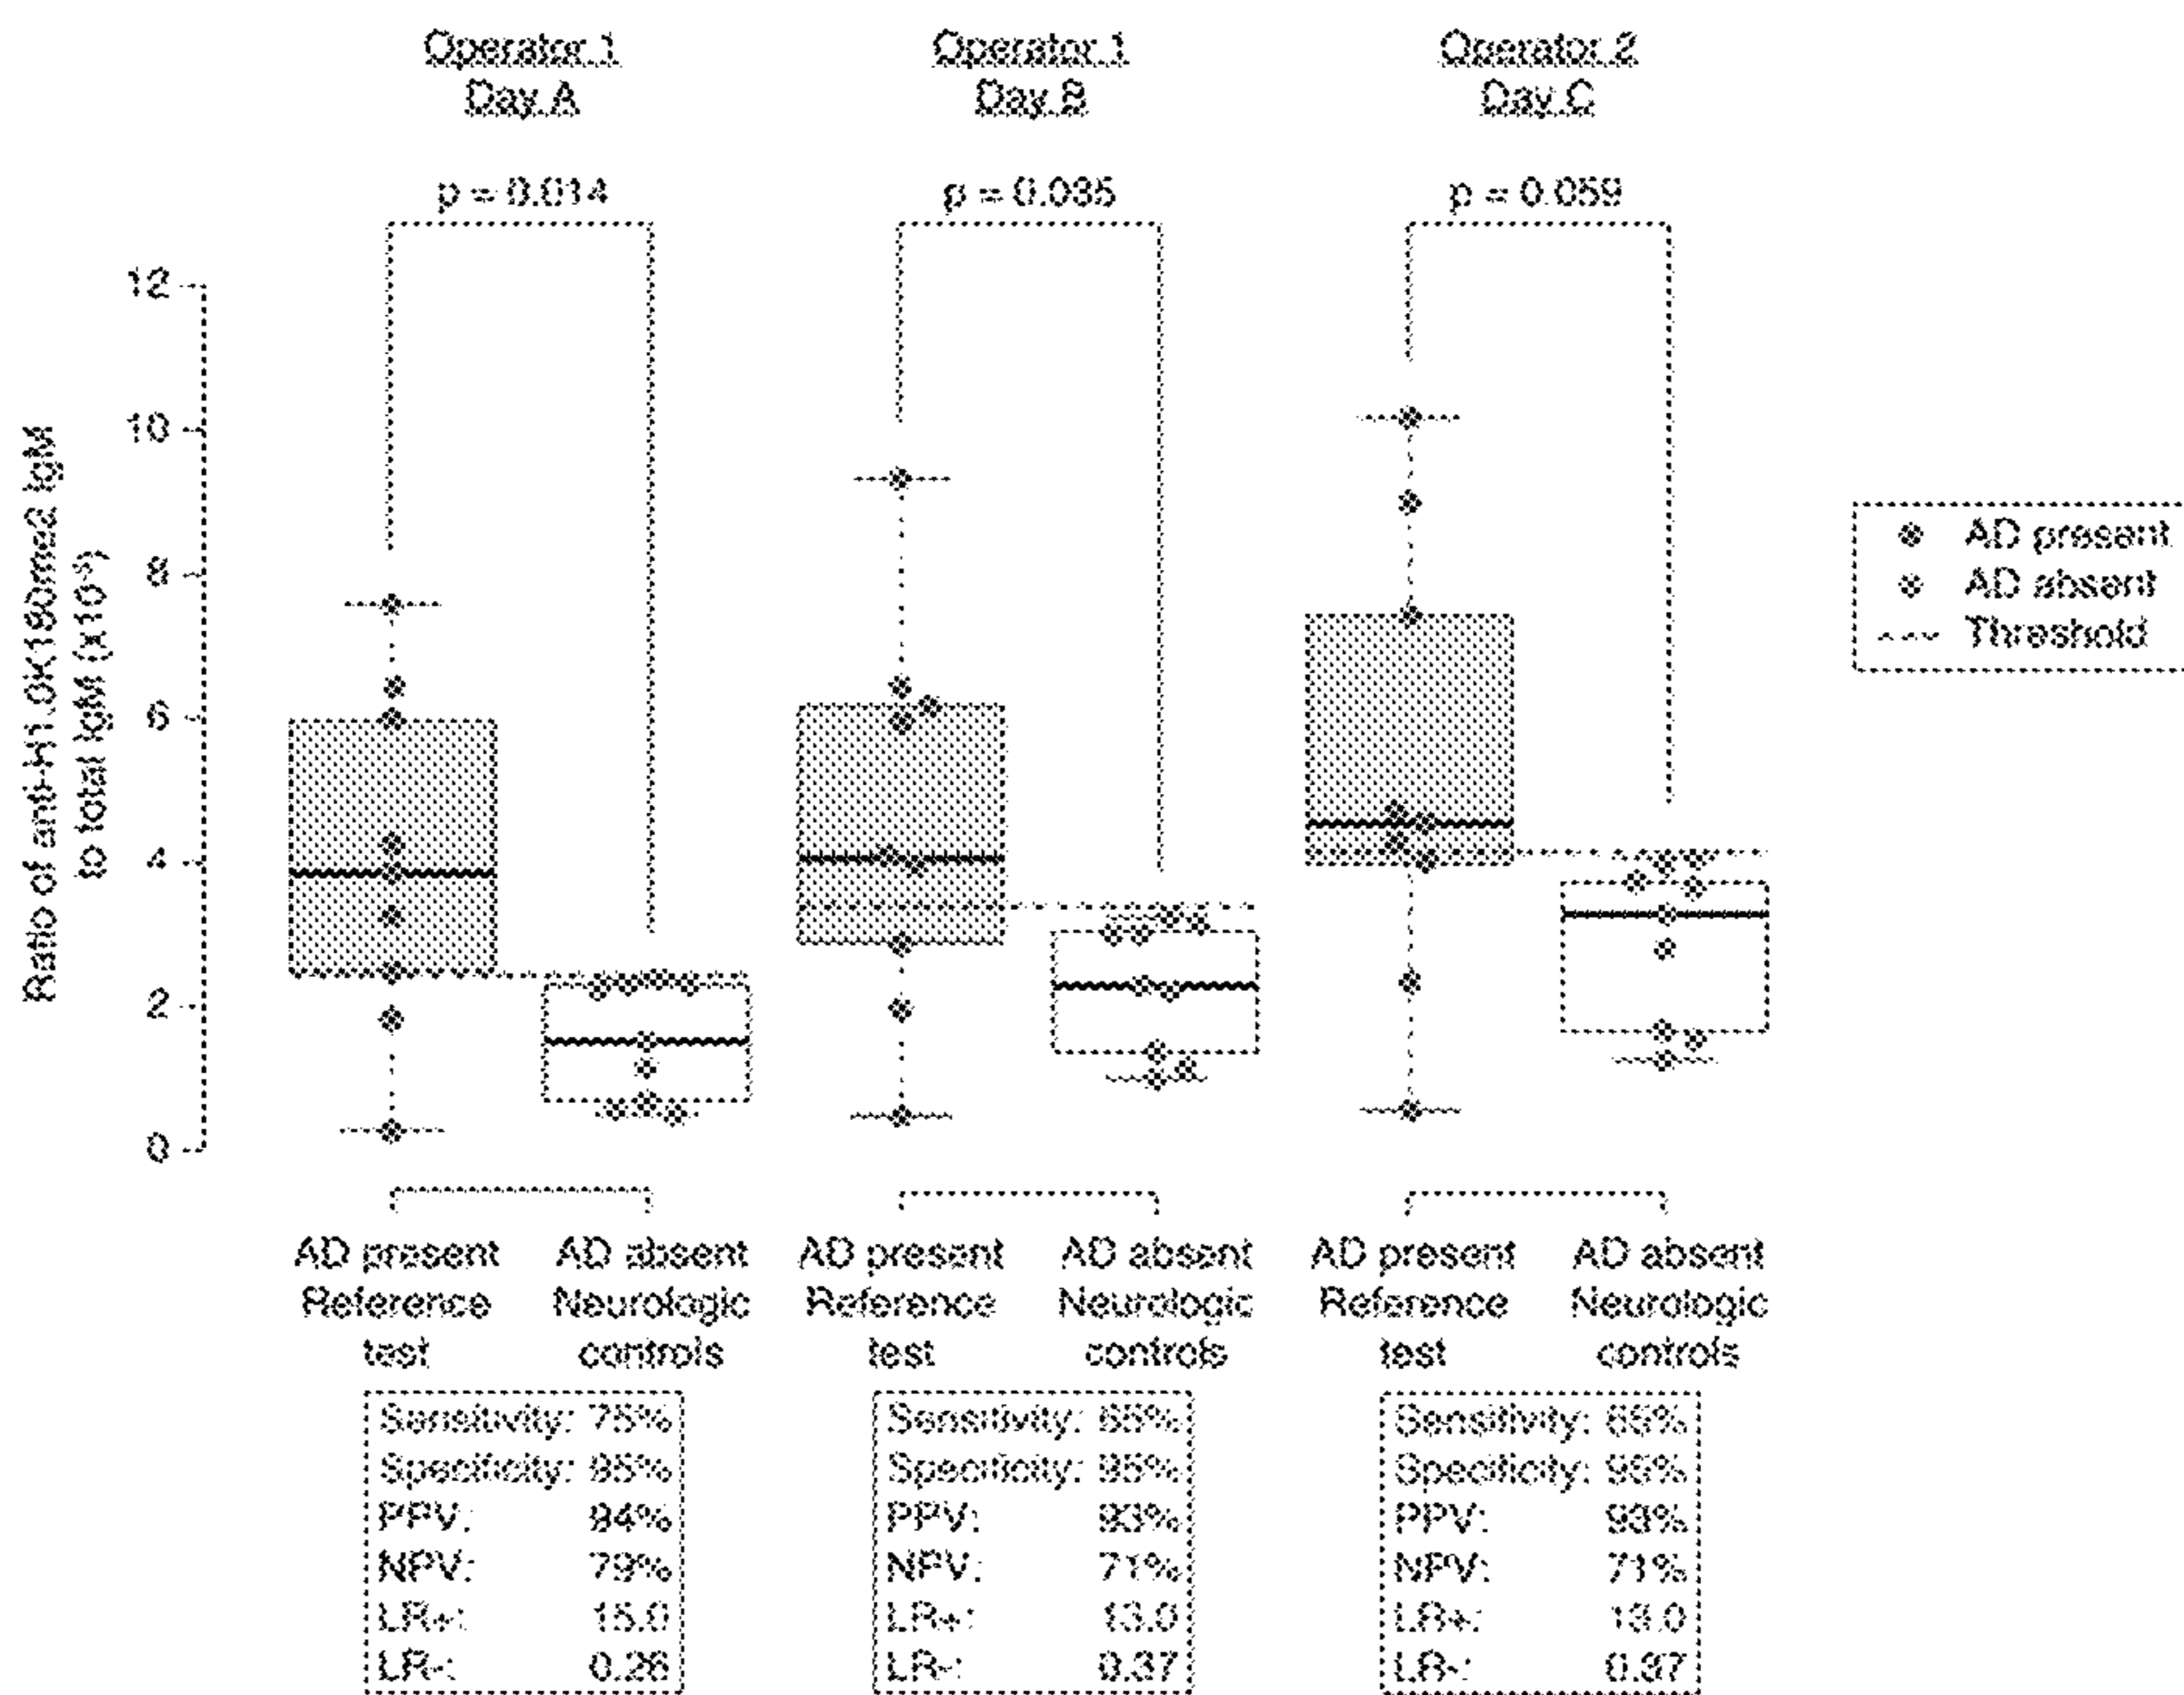 Operator 1
Day A
Operator 1
Day B
Operator 2
Day C
p = 0.014
p = 0.035
p = 0.059
12
10
8
6
4
2
0
Ratio of anti-H1.0K180me2 IgM
to total IgM (x10⁻³)
AD present
AD absent
Threshold
AD present
Reference
test
AD absent
Neurologic
controls
AD present
Reference
test
AD absent
Neurologic
controls
AD present
Reference
test
AD absent
Neurologic
controls
Sensitivity: 75%
Specificity: 95%
PPV: 94%
NPV: 79%
LR+: 15.0
LR-: 0.26
Sensitivity: 65%
Specificity: 95%
PPV: 93%
NPV: 71%
LR+: 13.0
LR-: 0.37
Sensitivity: 65%
Specificity: 95%
PPV: 93%
NPV: 71%
LR+: 13.0
LR-: 0.37